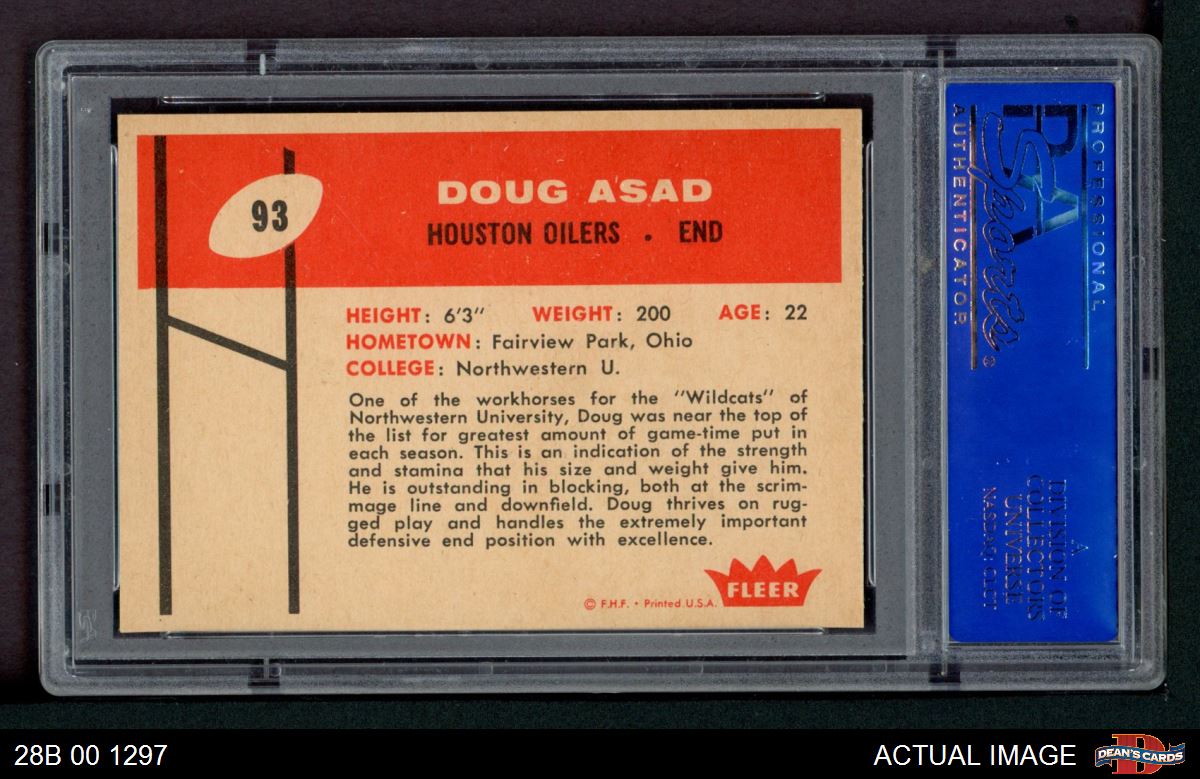 93
DOUG ASAD
HOUSTON OILERS . END
HEIGHT: 6'3" WEIGHT: 200 AGE: 22
HOMETOWN: Fairview Park, Ohio
COLLEGE: Northwestern U.
One of the workhorses for the "Wildcats" of
Northwestern University, Doug was near the top of
the list for greatest amount of game-time put in
each season. This is an indication of the strength
and stamina that his size and weight give him.
He is outstanding in blocking, both at the scrim-
mage line and downfield. Doug thrives on rug-
ged play and handles the extremely important
defensive end position with excellence.
FLEER
© F.H.F. • Printed U.S.A.
PROFESSIONAL
PSA
Sports
AUTHENTICATOR
®
A
DIVISION OF
COLLECTORS
UNIVERSE
NASDAQ: CLCT
28B 00 1297
ACTUAL IMAGE
D
DEAN'S CARDS